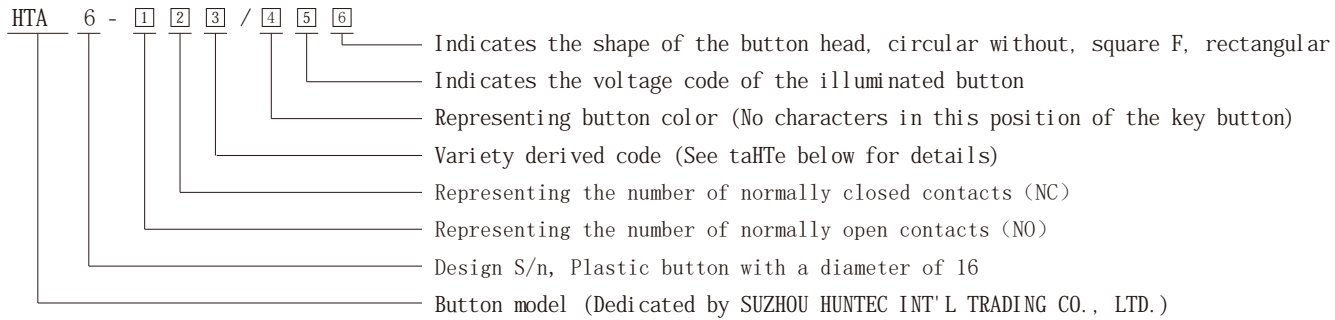 HTA 6 - 1 2 3 / 4 5 6
Indicates the shape of the button head, circular without, square F, rectangular
Indicates the voltage code of the illuminated button
Representing button color (No characters in this position of the key button)
Variety derived code (See taHTe below for details)
Representing the number of normally closed contacts（NC）
Representing the number of normally open contacts（NO）
Design S/n, Plastic button with a diameter of 16
Button model (Dedicated by SUZHOU HUNTEC INT'L TRADING CO., LTD.)